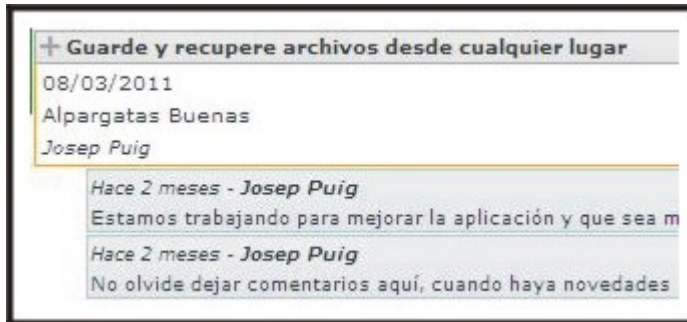 + Guarde y recupere archivos desde cualquier lugar
08/03/2011
Alpargatas Buenas
Josep Puig
Hace 2 meses - Josep Puig
Estamos trabajando para mejorar la aplicación y que sea m
Hace 2 meses - Josep Puig
No olvide dejar comentarios aquí, cuando haya novedades